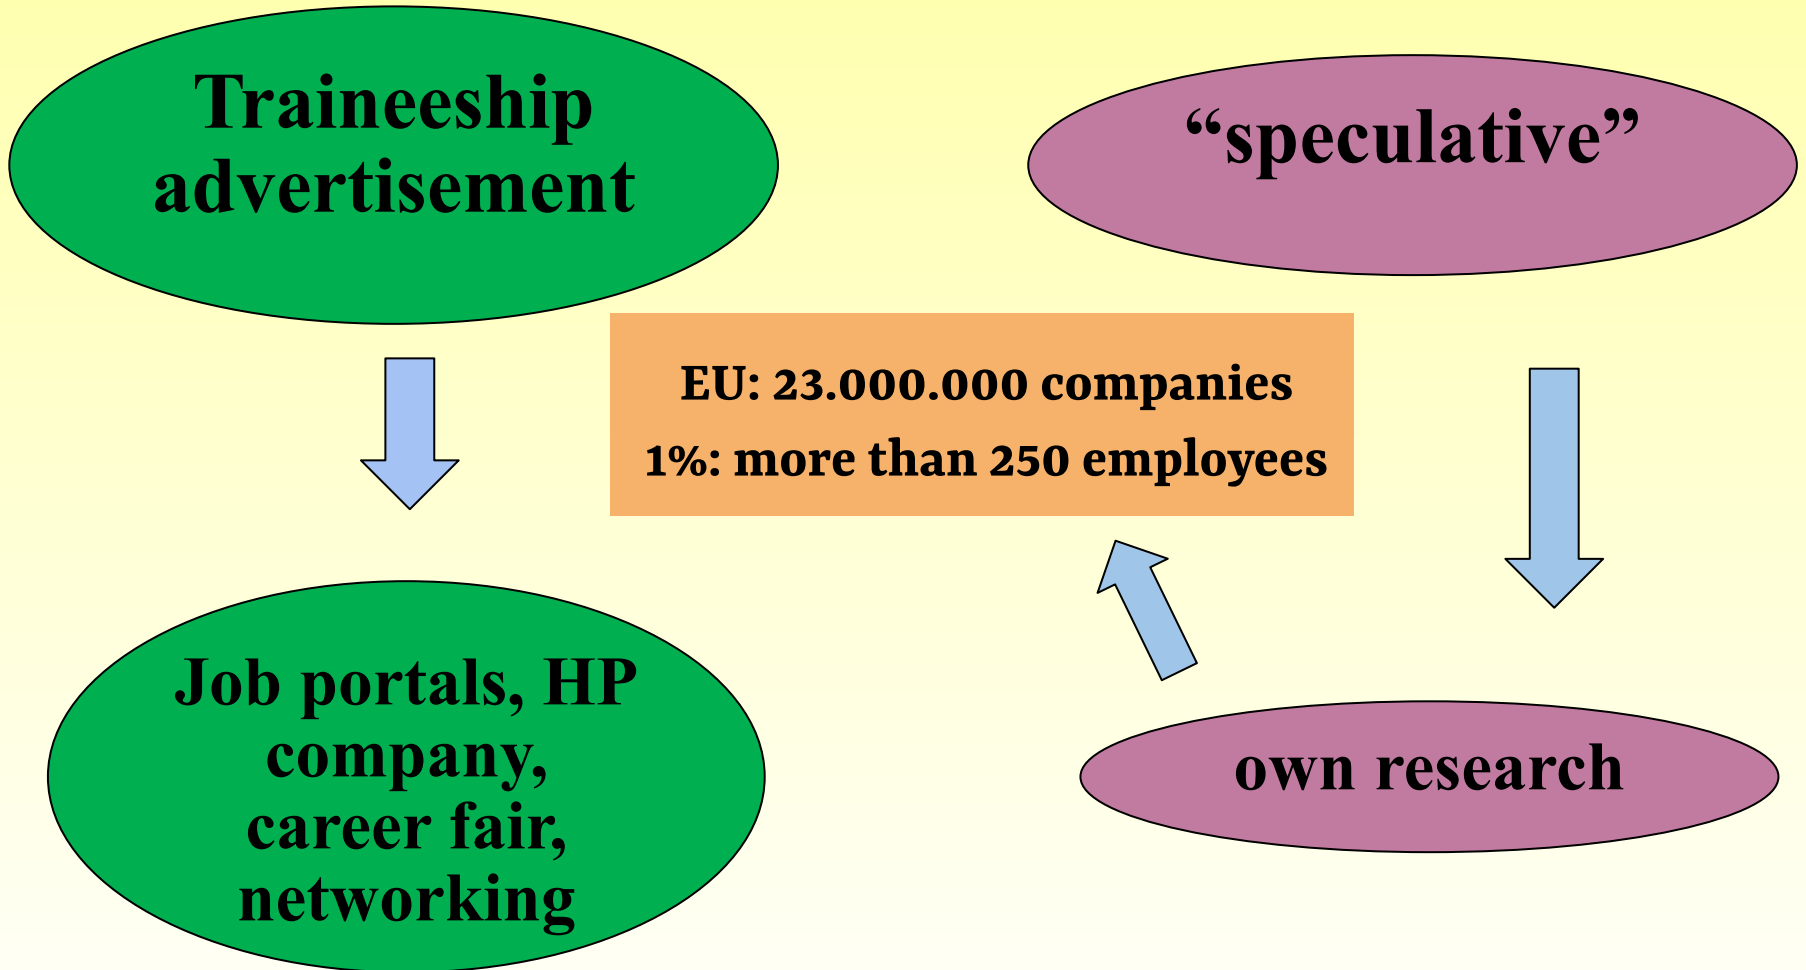 Traineeship
advertisement
“speculative”
EU: 23.000.000 companies
1%: more than 250 employees
Job portals, HP
company,
career fair,
networking
own research